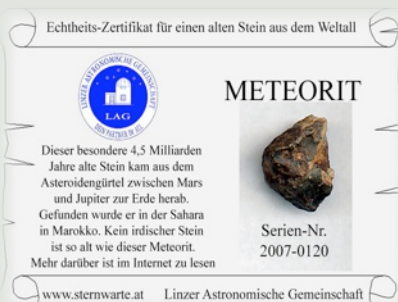 Echtheits-Zertifikat für einen alten Stein aus dem Weltall
LINZER ASTRONOMISCHE GEMEINSCHAFT
LAG
DEIN PARTNER IM ALL
METEORIT
Dieser besondere 4,5 Milliarden
Jahre alte Stein kam aus dem
Asteroidengürtel zwischen Mars
und Jupiter zur Erde herab.
Gefunden wurde er in der Sahara
in Marokko. Kein irdischer Stein
ist so alt wie dieser Meteorit.
Mehr darüber ist im Internet zu lesen
Serien-Nr.
2007-0120
www.sternwarte.at Linzer Astronomische Gemeinschaft